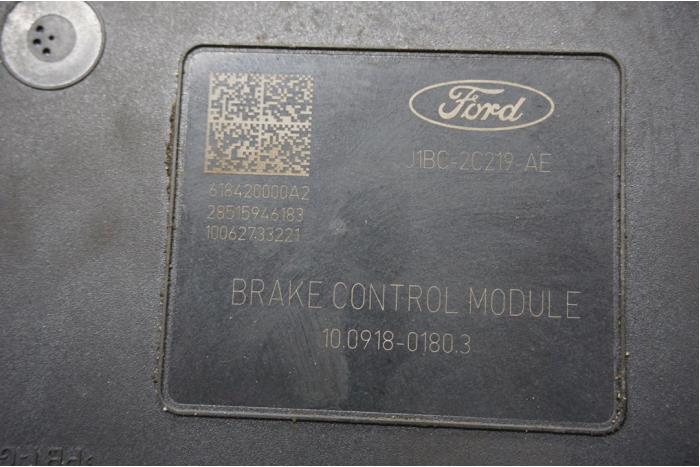 Ford
J1BC-2C219-AE
618420000A2
28515946183
10062733221
BRAKE CONTROL MODULE
10.0918-0180.3